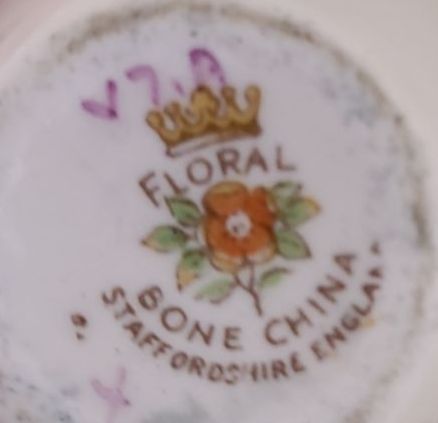 FLORAL
BONE CHINA
STAFFORDSHIRE ENGLAND